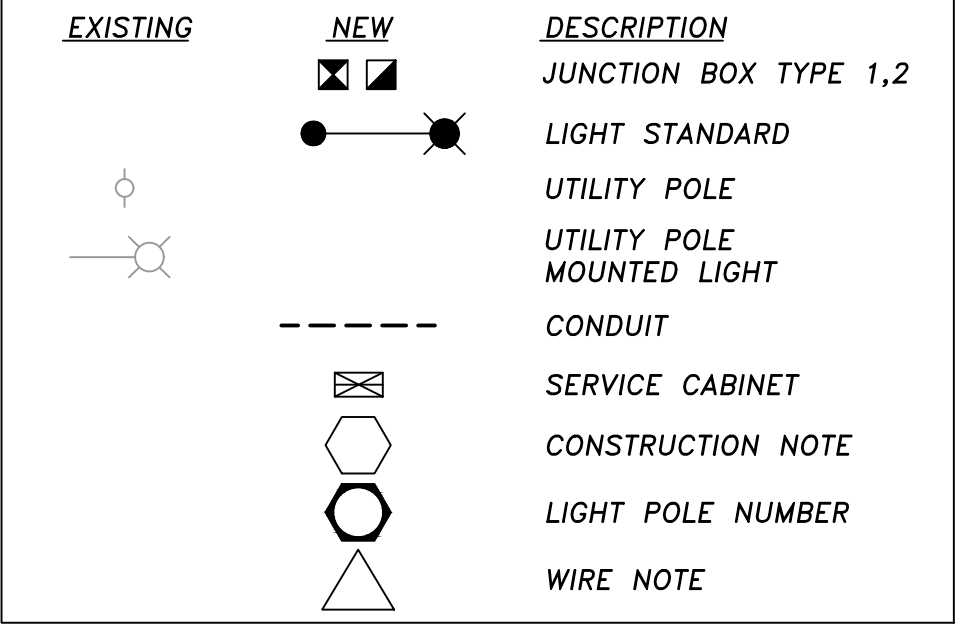 EXISTING NEW DESCRIPTION
JUNCTION BOX TYPE 1,2
LIGHT STANDARD
UTILITY POLE
UTILITY POLE
MOUNTED LIGHT
CONDUIT
SERVICE CABINET
CONSTRUCTION NOTE
LIGHT POLE NUMBER
WIRE NOTE